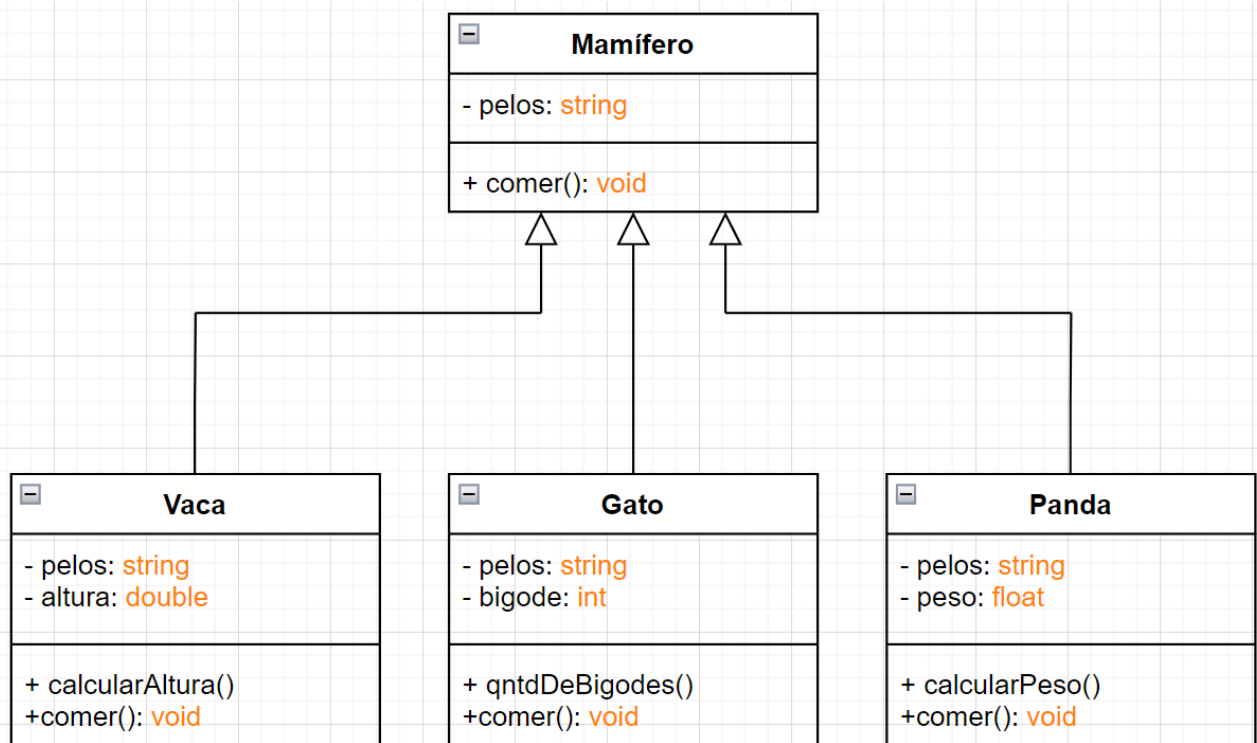 Mamífero
- pelos: string
+ comer(): void
Vaca
- pelos: string
- altura: double
+ calcularAltura()
+comer(): void
Gato
- pelos: string
- bigode: int
+ qntdDeBigodes()
+comer(): void
Panda
- pelos: string
- peso: float
+ calcularPeso()
+comer(): void